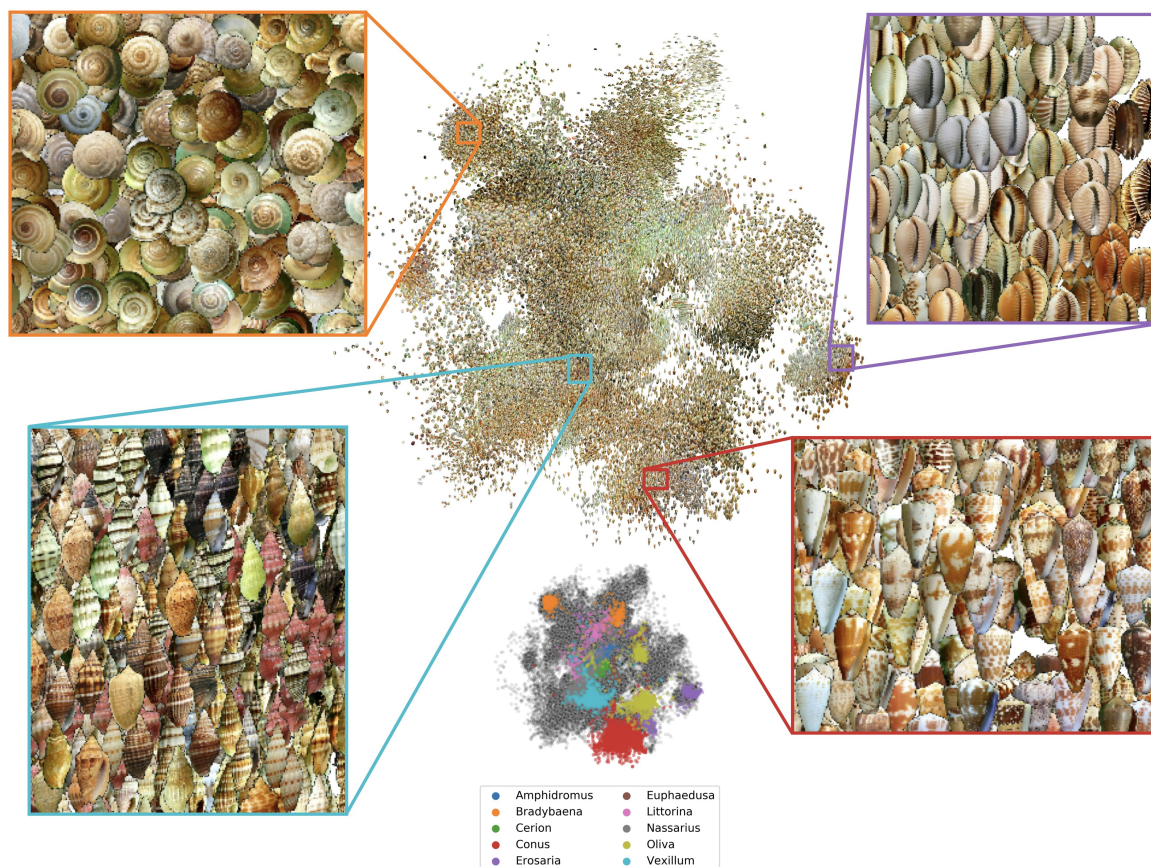 Amphidromus
Bradybaena
Cerion
Conus
Erosaria
Euphaedusa
Littorina
Nassarius
Oliva
Vexillum